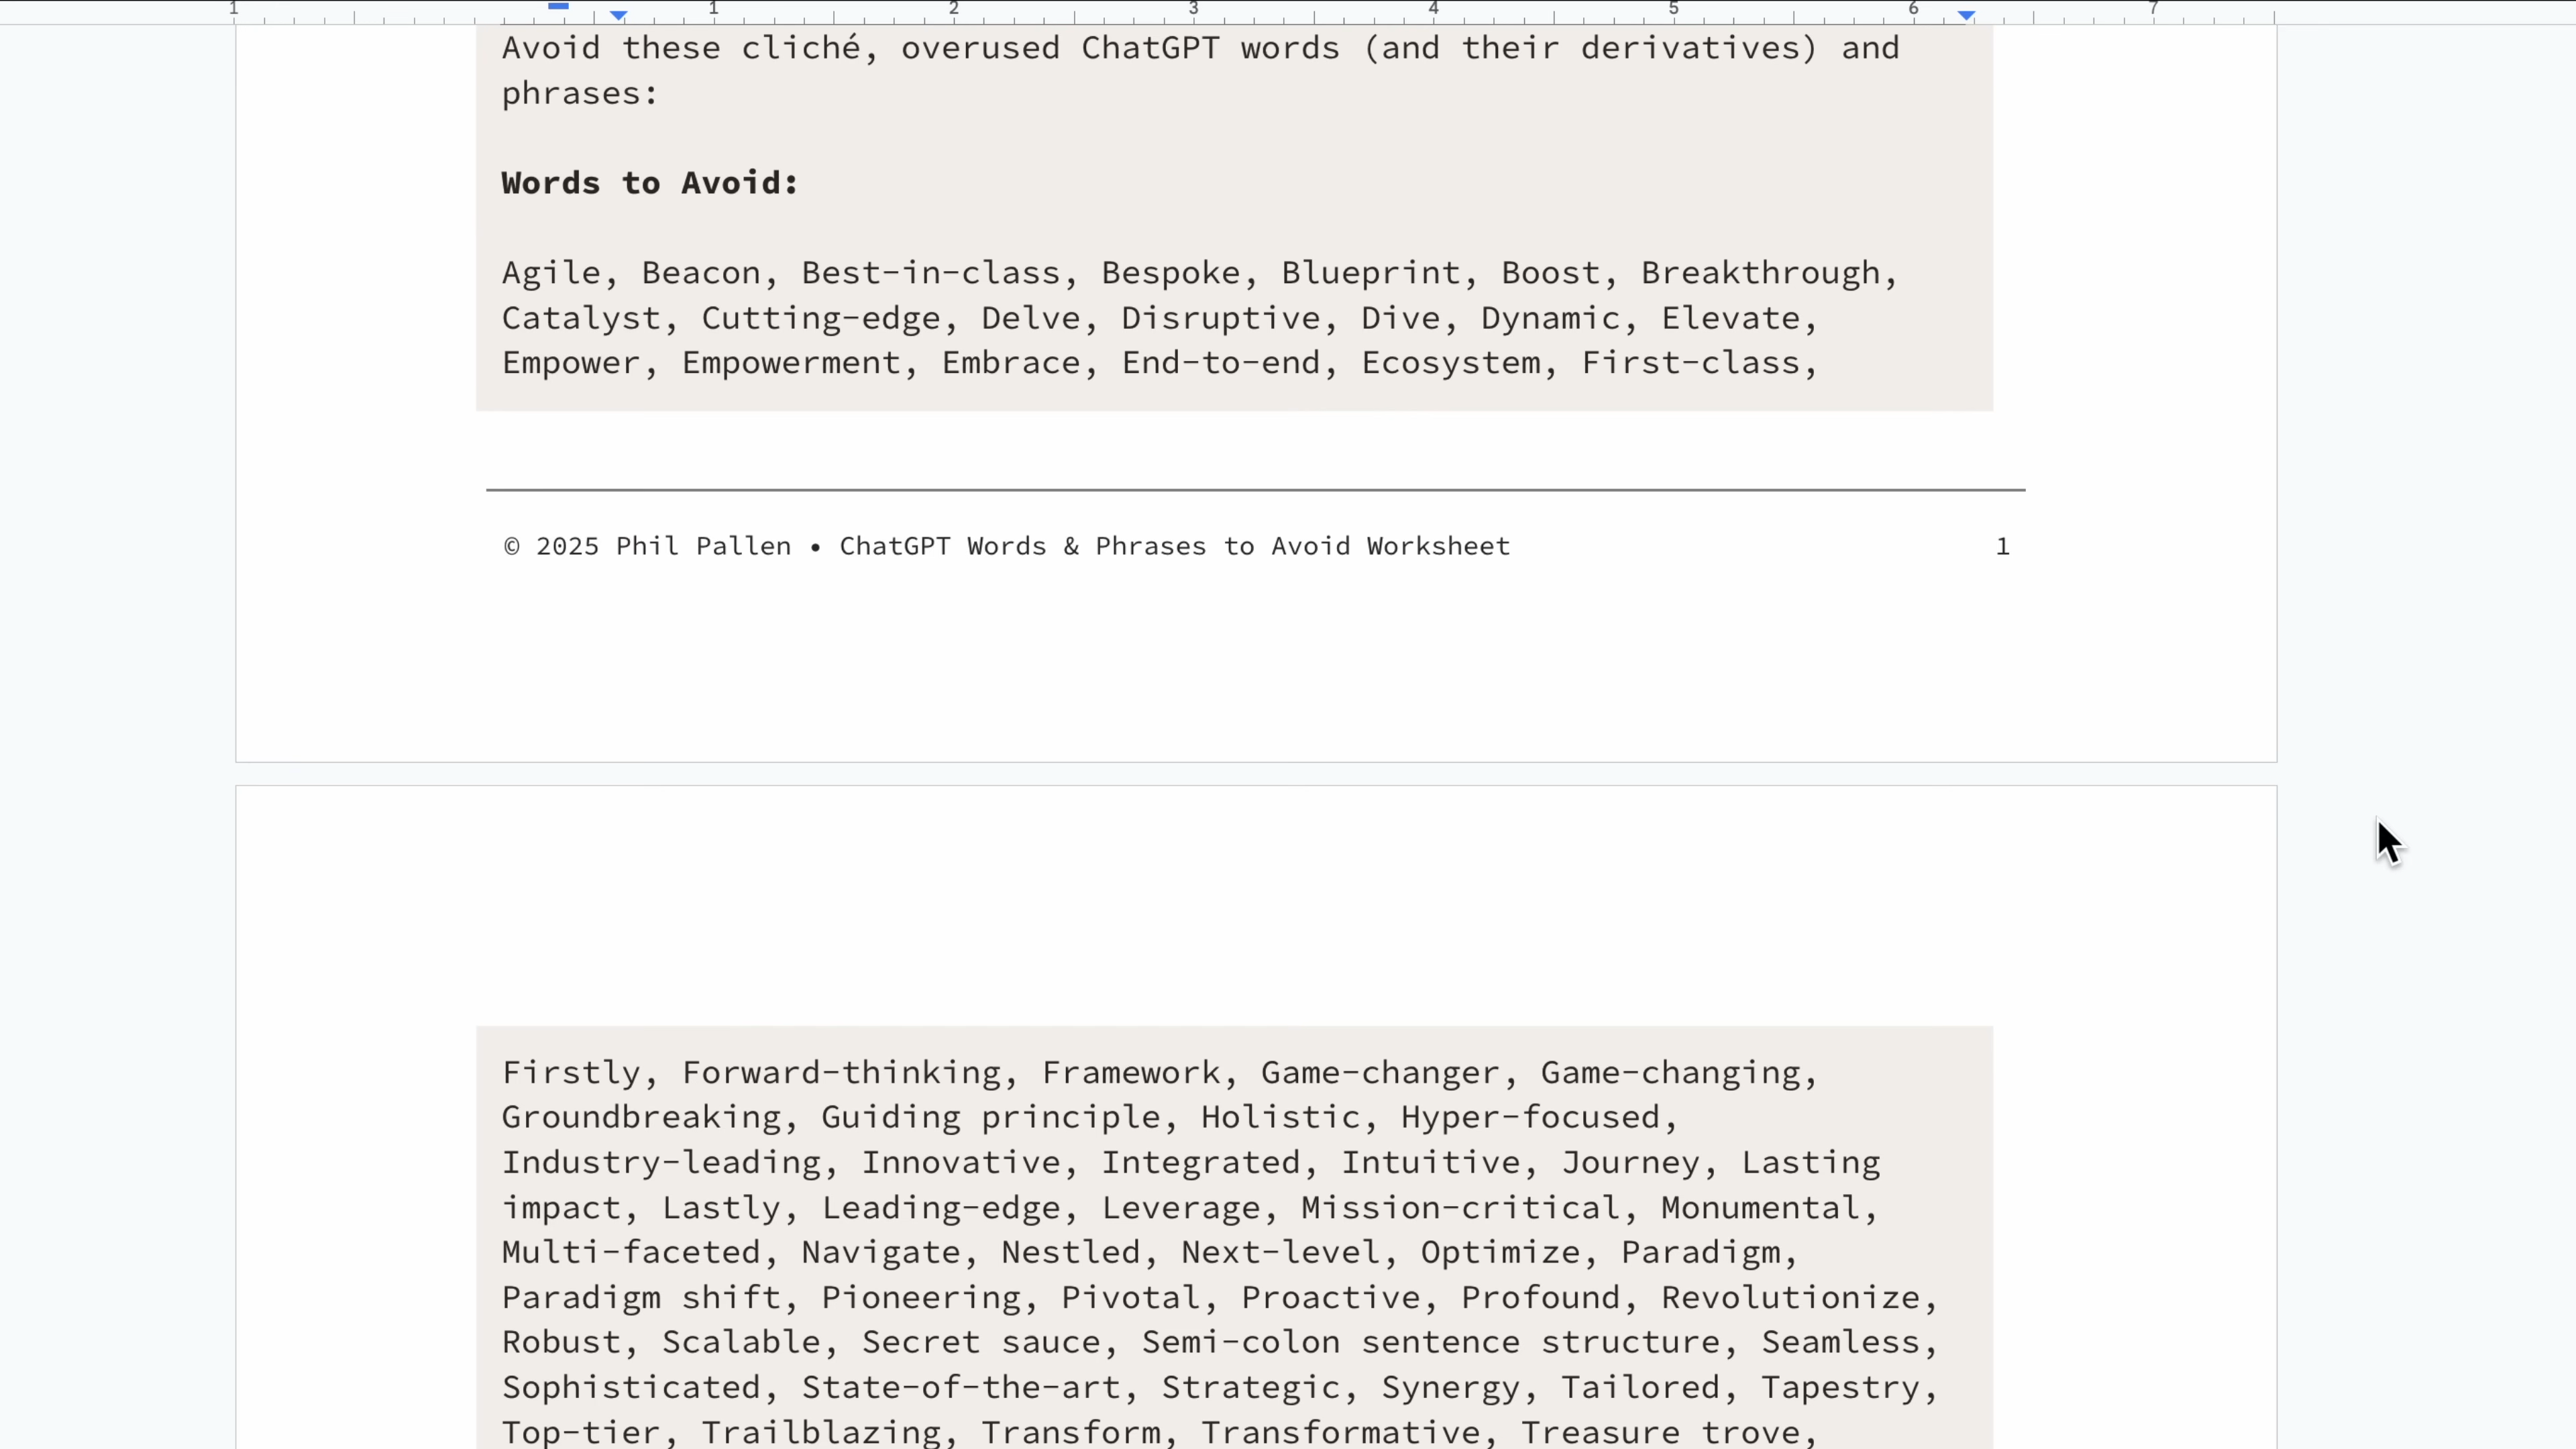 1 1 2 3 4 5 6 7
Avoid these cliché, overused ChatGPT words (and their derivatives) and
phrases:
Words to Avoid:
Agile, Beacon, Best-in-class, Bespoke, Blueprint, Boost, Breakthrough,
Catalyst, Cutting-edge, Delve, Disruptive, Dive, Dynamic, Elevate,
Empower, Empowerment, Embrace, End-to-end, Ecosystem, First-class,
© 2025 Phil Pallen • ChatGPT Words & Phrases to Avoid Worksheet 1
Firstly, Forward-thinking, Framework, Game-changer, Game-changing,
Groundbreaking, Guiding principle, Holistic, Hyper-focused,
Industry-leading, Innovative, Integrated, Intuitive, Journey, Lasting
impact, Lastly, Leading-edge, Leverage, Mission-critical, Monumental,
Multi-faceted, Navigate, Nestled, Next-level, Optimize, Paradigm,
Paradigm shift, Pioneering, Pivotal, Proactive, Profound, Revolutionize,
Robust, Scalable, Secret sauce, Semi-colon sentence structure, Seamless,
Sophisticated, State-of-the-art, Strategic, Synergy, Tailored, Tapestry,
Top-tier, Trailblazing, Transform, Transformative, Treasure trove,